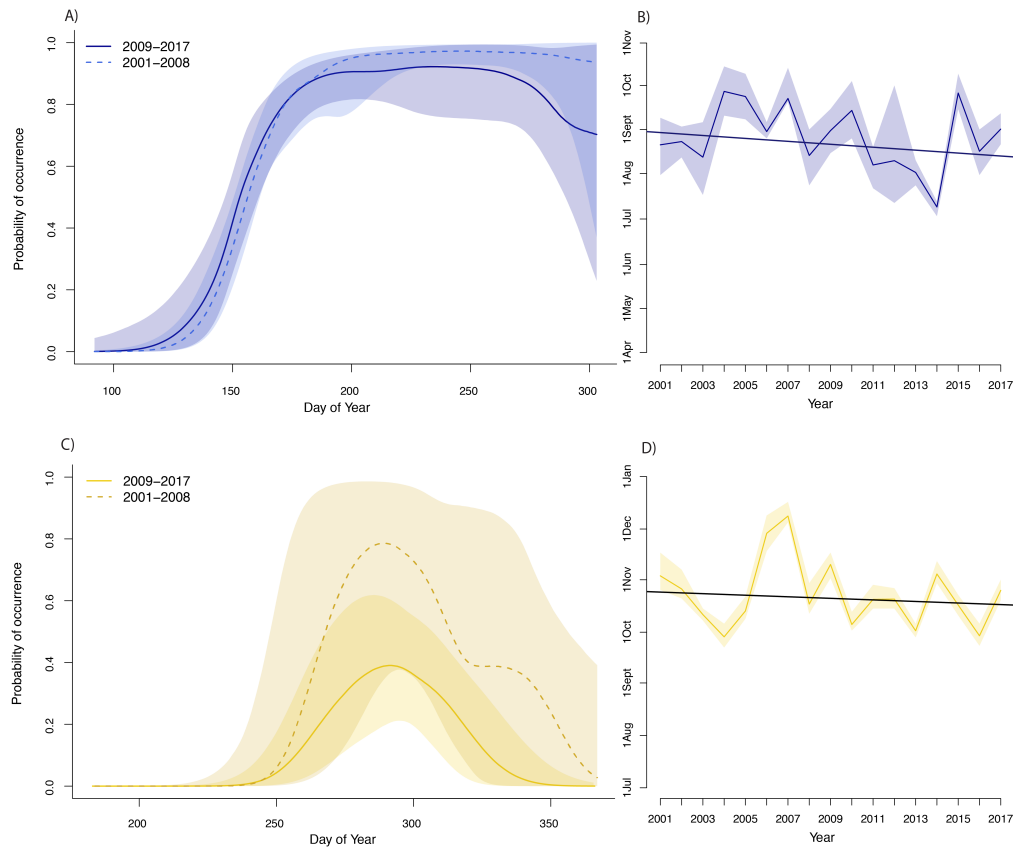 A)
2009−2017
2001−2008
Probability of occurrence
0.0 0.2 0.4 0.6 0.8 1.0
100 150 200 250 300
Day of Year
B)
1Apr 1May 1Jun 1Jul 1Aug 1Sept 1Oct 1Nov
2001 2003 2005 2007 2009 2011 2013 2015 2017
Year
C)
2009−2017
2001−2008
Probability of occurrence
0.0 0.2 0.4 0.6 0.8 1.0
200 250 300 350
Day of Year
D)
1Jul 1Aug 1Sept 1Oct 1Nov 1Dec 1Jan
2001 2003 2005 2007 2009 2011 2013 2015 2017
Year